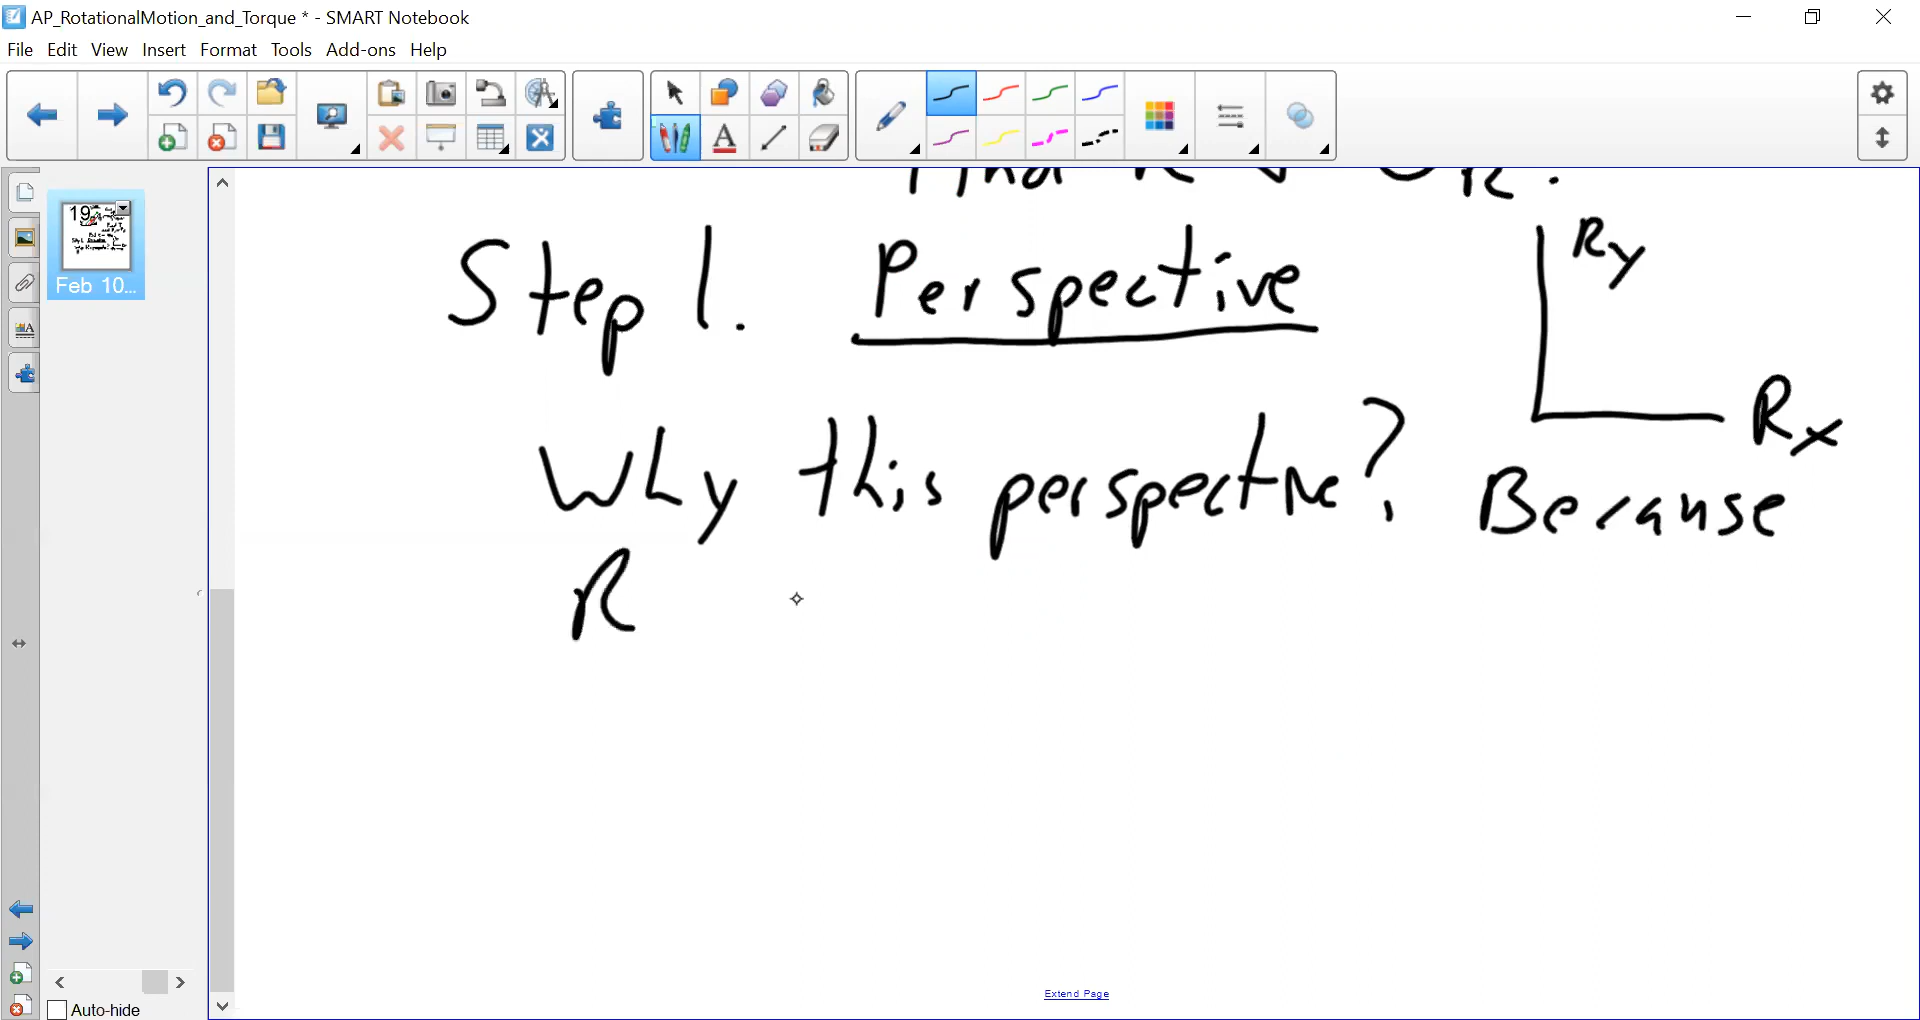 AP_RotationalMotion_and_Torque * - SMART Notebook
File Edit View Insert Format Tools Add-ons Help
19
Feb 10...
Step 1. Perspective
Ry
Rx
Why this perspective? Because
R
Extend Page
Auto-hide